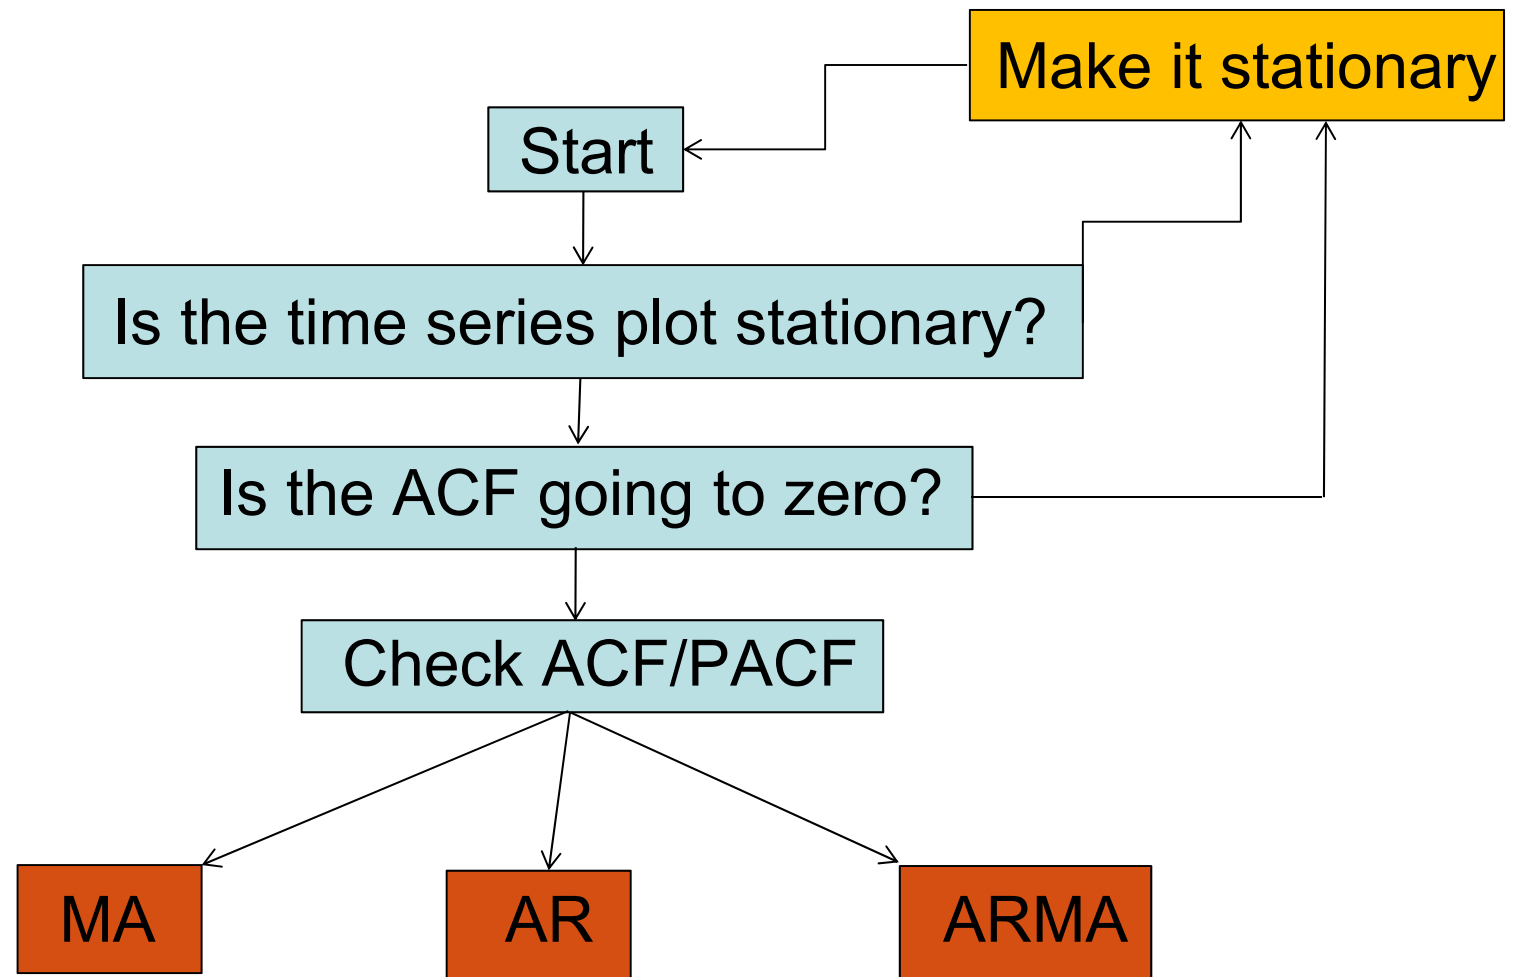 Make it stationary
Start
Is the time series plot stationary?
Is the ACF going to zero?
Check ACF/PACF
MA
AR
ARMA